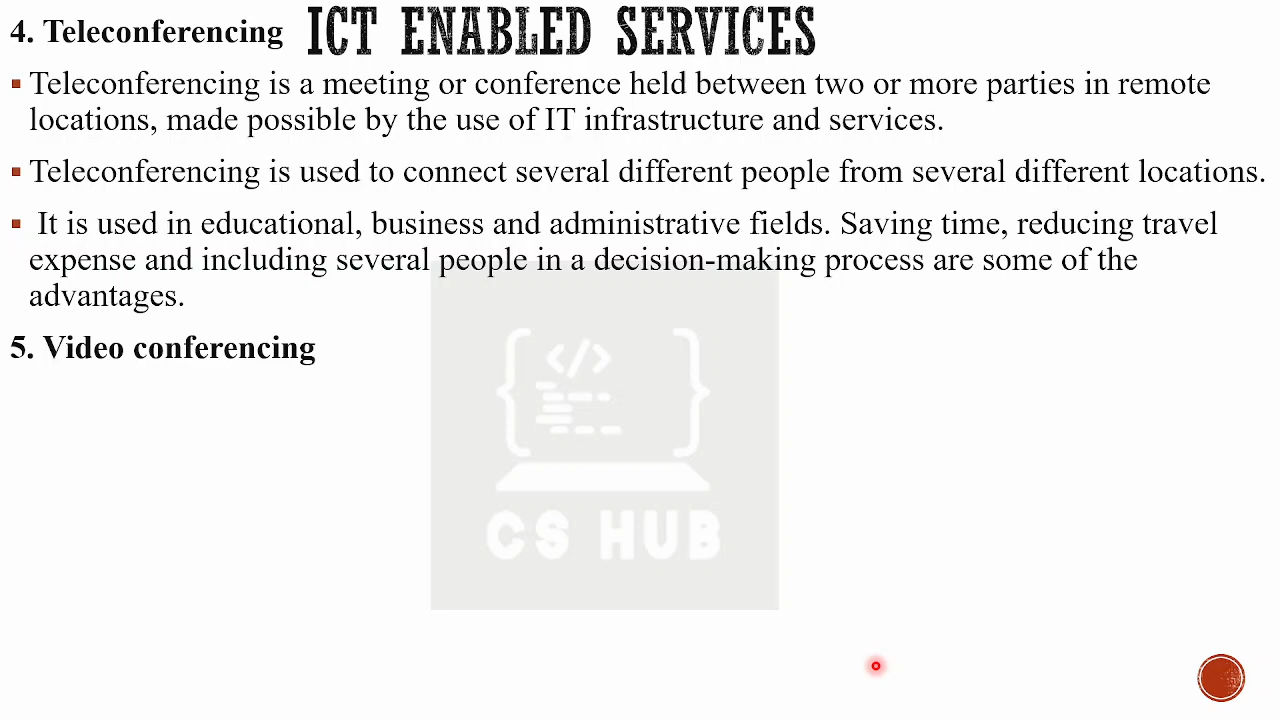 4. Teleconferencing ICT ENABLED SERVICES
▪ Teleconferencing is a meeting or conference held between two or more parties in remote
locations, made possible by the use of IT infrastructure and services.
▪ Teleconferencing is used to connect several different people from several different locations.
▪ It is used in educational, business and administrative fields. Saving time, reducing travel
expense and including several people in a decision-making process are some of the
advantages.
5. Video conferencing
</>
CS HUB